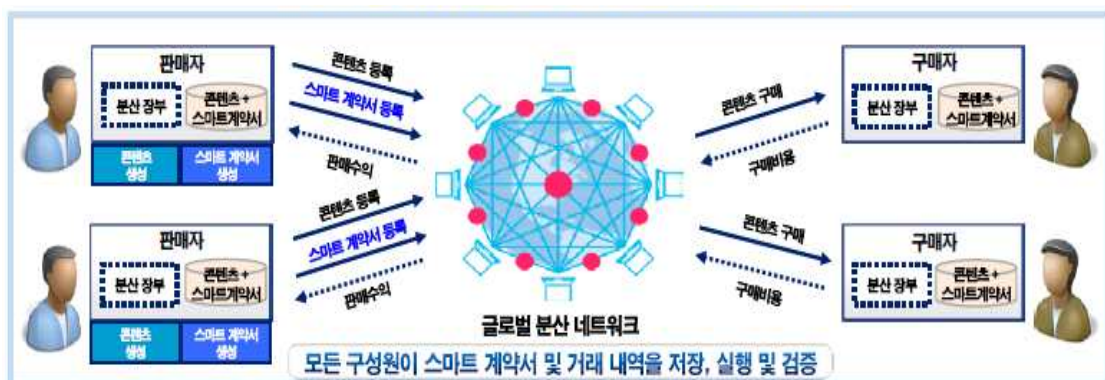 판매자
분산 장부
콘텐츠 +
스마트계약서
콘텐츠
생성
스마트 계약서
생성
콘텐츠 등록
스마트 계약서 등록
판매수익
콘텐츠 구매
구매비용
구매자
분산 장부
콘텐츠 +
스마트계약서
판매자
분산 장부
콘텐츠 +
스마트계약서
콘텐츠
생성
스마트 계약서
생성
콘텐츠 등록
스마트 계약서 등록
판매수익
콘텐츠 구매
구매비용
구매자
분산 장부
콘텐츠 +
스마트계약서
글로벌 분산 네트워크
모든 구성원이 스마트 계약서 및 거래 내역을 저장, 실행 및 검증